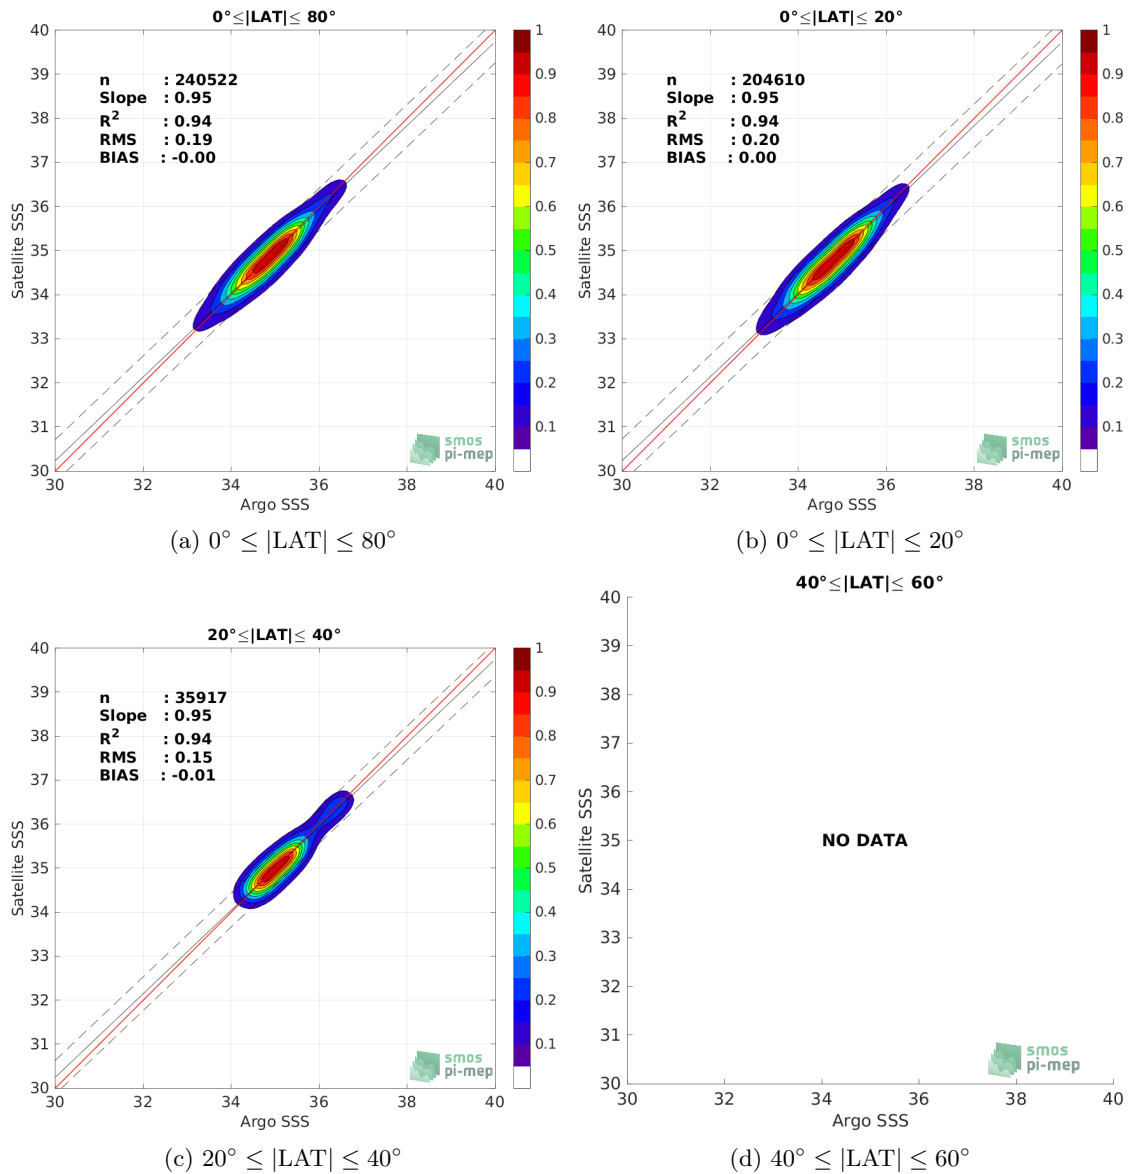 0°≤|LAT|≤ 80°
40
39
38
37
36
35
34
33
32
31
30
Satellite SSS
n : 240522
Slope : 0.95
R² : 0.94
RMS : 0.19
BIAS : -0.00
smos
pi-mep
30 32 34 36 38 40
Argo SSS
1
0.9
0.8
0.7
0.6
0.5
0.4
0.3
0.2
0.1
(a) 0° ≤ |LAT| ≤ 80°
0°≤|LAT|≤ 20°
40
39
38
37
36
35
34
33
32
31
30
Satellite SSS
n : 204610
Slope : 0.95
R² : 0.94
RMS : 0.20
BIAS : 0.00
smos
pi-mep
30 32 34 36 38 40
Argo SSS
1
0.9
0.8
0.7
0.6
0.5
0.4
0.3
0.2
0.1
(b) 0° ≤ |LAT| ≤ 20°
20°≤|LAT|≤ 40°
40
39
38
37
36
35
34
33
32
31
30
Satellite SSS
n : 35917
Slope : 0.95
R² : 0.94
RMS : 0.15
BIAS : -0.01
smos
pi-mep
30 32 34 36 38 40
Argo SSS
1
0.9
0.8
0.7
0.6
0.5
0.4
0.3
0.2
0.1
(c) 20° ≤ |LAT| ≤ 40°
40°≤|LAT|≤ 60°
40
39
38
37
36
35
34
33
32
31
30
Satellite SSS
NO DATA
smos
pi-mep
30 32 34 36 38 40
Argo SSS
(d) 40° ≤ |LAT| ≤ 60°